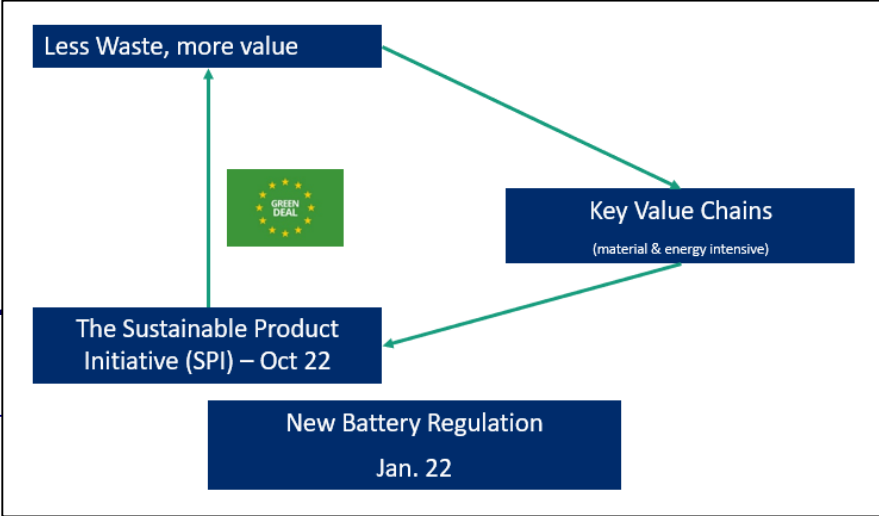 Less Waste, more value
GREEN
DEAL
Key Value Chains
(material & energy intensive)
The Sustainable Product
Initiative (SPI) – Oct 22
New Battery Regulation
Jan. 22